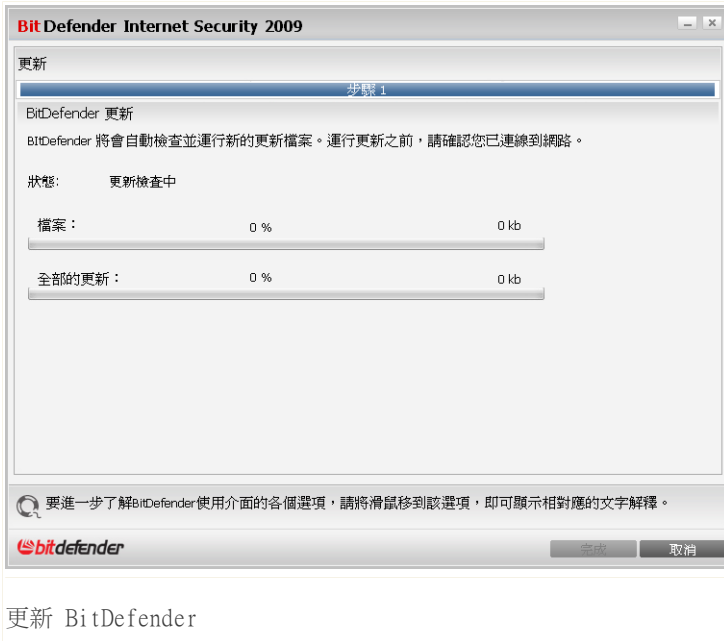 BitDefender Internet Security 2009
更新
步驟 1
BitDefender 更新
BItDefender 將會自動檢查並運行新的更新檔案。運行更新之前，請確認您已連線到網路。
狀態: 更新檢查中
檔案： 0 % 0 kb
全部的更新： 0 % 0 kb
要進一步了解BitDefender使用介面的各個選項，請將滑鼠移到該選項，即可顯示相對應的文字解釋。
bitdefender
完成 取消
更新 BitDefender